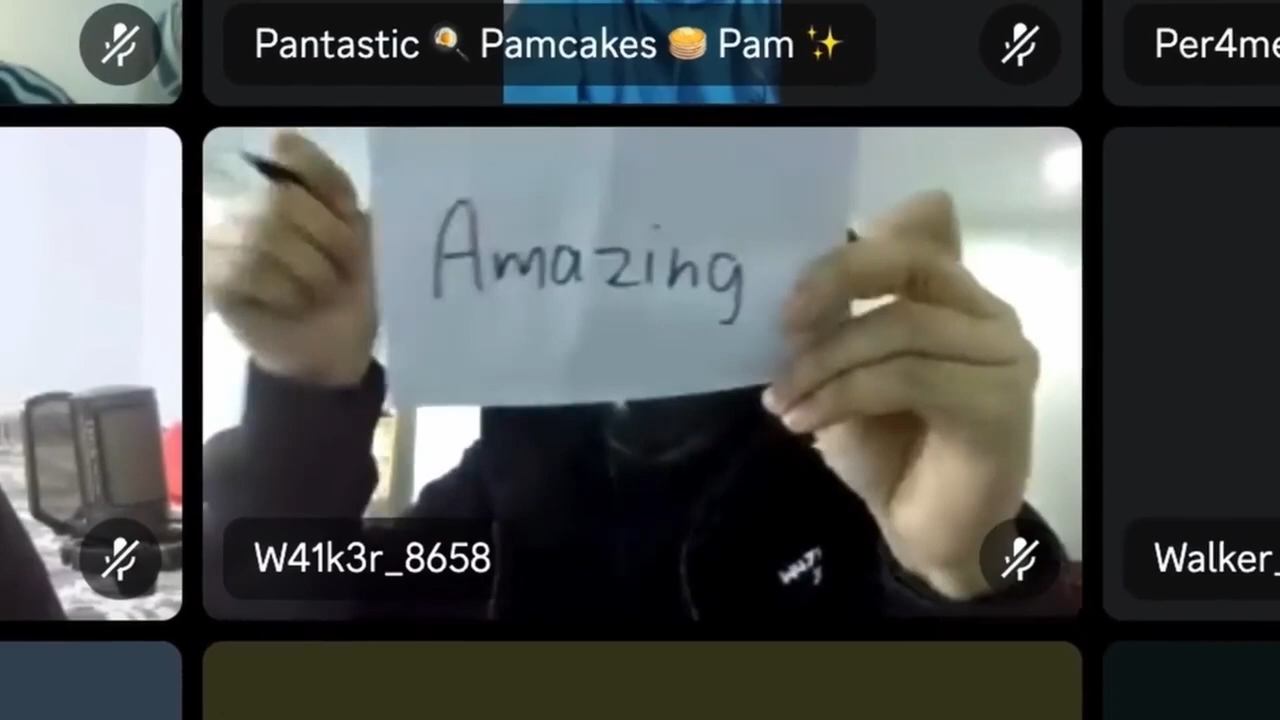 Pantastic 🍳 Pamcakes 🥞 Pam ✨
Per4me
Amazing
W41k3r_8658
Walker_